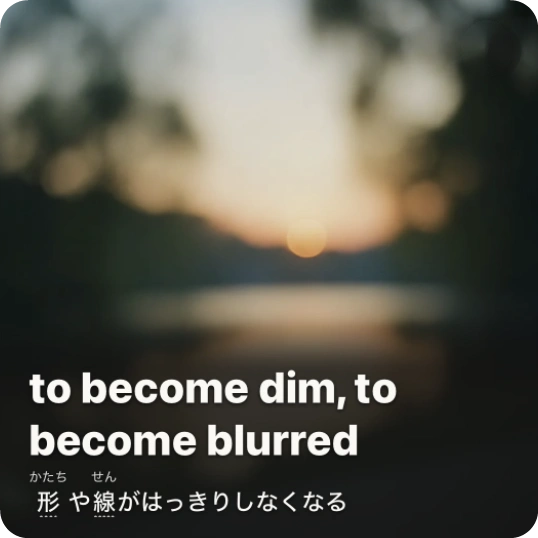 to become dim, to
become blurred
かたち せん
形や線がはっきりしなくなる